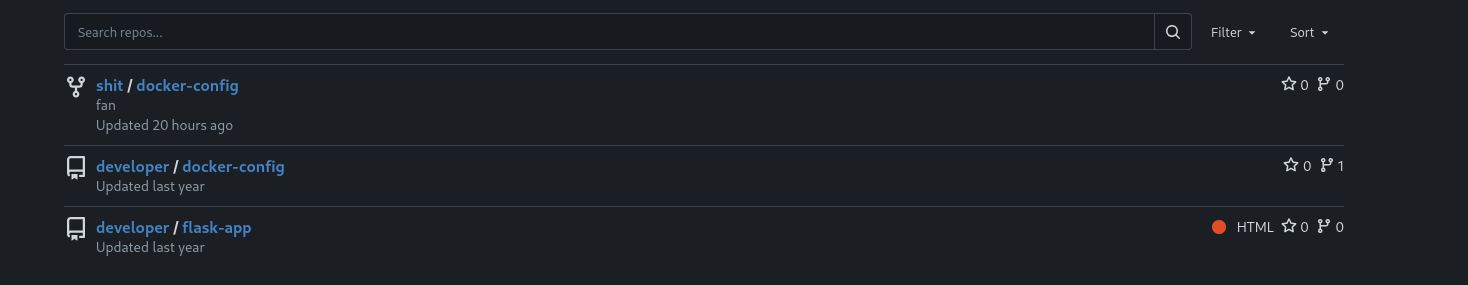 Search repos...
Filter
Sort
shit / docker-config
0 0
fan
Updated 20 hours ago
developer / docker-config
0 1
Updated last year
developer / flask-app
HTML 0 0
Updated last year